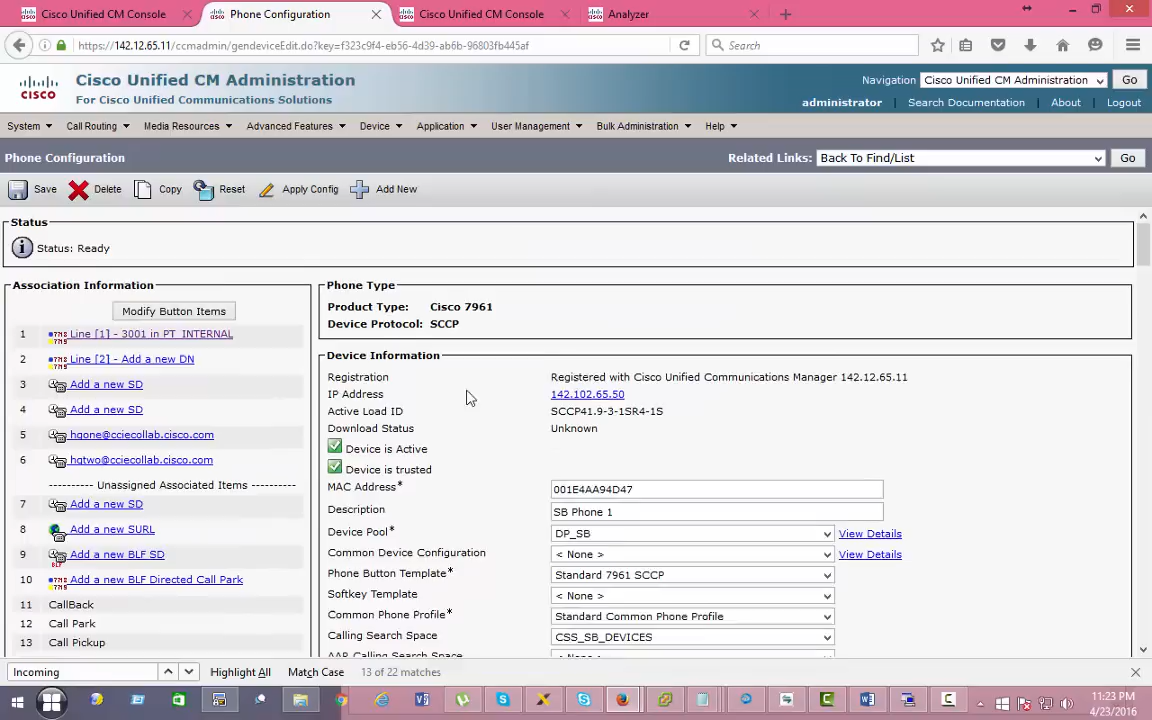 Cisco Unified CM Console
Phone Configuration
Cisco Unified CM Console
Analyzer
https://142.12.65.11/ccmadmin/gendeviceEdit.do?key=f323c9f4-eb56-4d39-ab6b-96803fb445af
Search
CISCO
Cisco Unified CM Administration
For Cisco Unified Communications Solutions
Navigation Cisco Unified CM Administration Go
administrator | Search Documentation | About | Logout
System Call Routing Media Resources Advanced Features Device Application User Management Bulk Administration Help
Phone Configuration
Related Links: Back To Find/List Go
Save Delete Copy Reset Apply Config Add New
Status
Status: Ready
Association Information
Modify Button Items
1 Line [1] - 3001 in PT_INTERNAL
2 Line [2] - Add a new DN
3 Add a new SD
4 Add a new SD
5 hqone@cciecollab.cisco.com
6 hqtwo@cciecollab.cisco.com
---------- Unassigned Associated Items ----------
7 Add a new SD
8 Add a new SURL
9 Add a new BLF SD
10 Add a new BLF Directed Call Park
11 CallBack
12 Call Park
13 Call Pickup
Phone Type
Product Type: Cisco 7961
Device Protocol: SCCP
Device Information
Registration Registered with Cisco Unified Communications Manager 142.12.65.11
IP Address 142.102.65.50
Active Load ID SCCP41.9-3-1SR4-1S
Download Status Unknown
Device is Active
Device is trusted
MAC Address* 001E4AA94D47
Description SB Phone 1
Device Pool* DP_SB View Details
Common Device Configuration < None > View Details
Phone Button Template* Standard 7961 SCCP
Softkey Template < None >
Common Phone Profile* Standard Common Phone Profile
Calling Search Space CSS_SB_DEVICES
AAR Calling Search Space < None >
Incoming Highlight All Match Case 13 of 22 matches
11:23 PM
4/23/2016